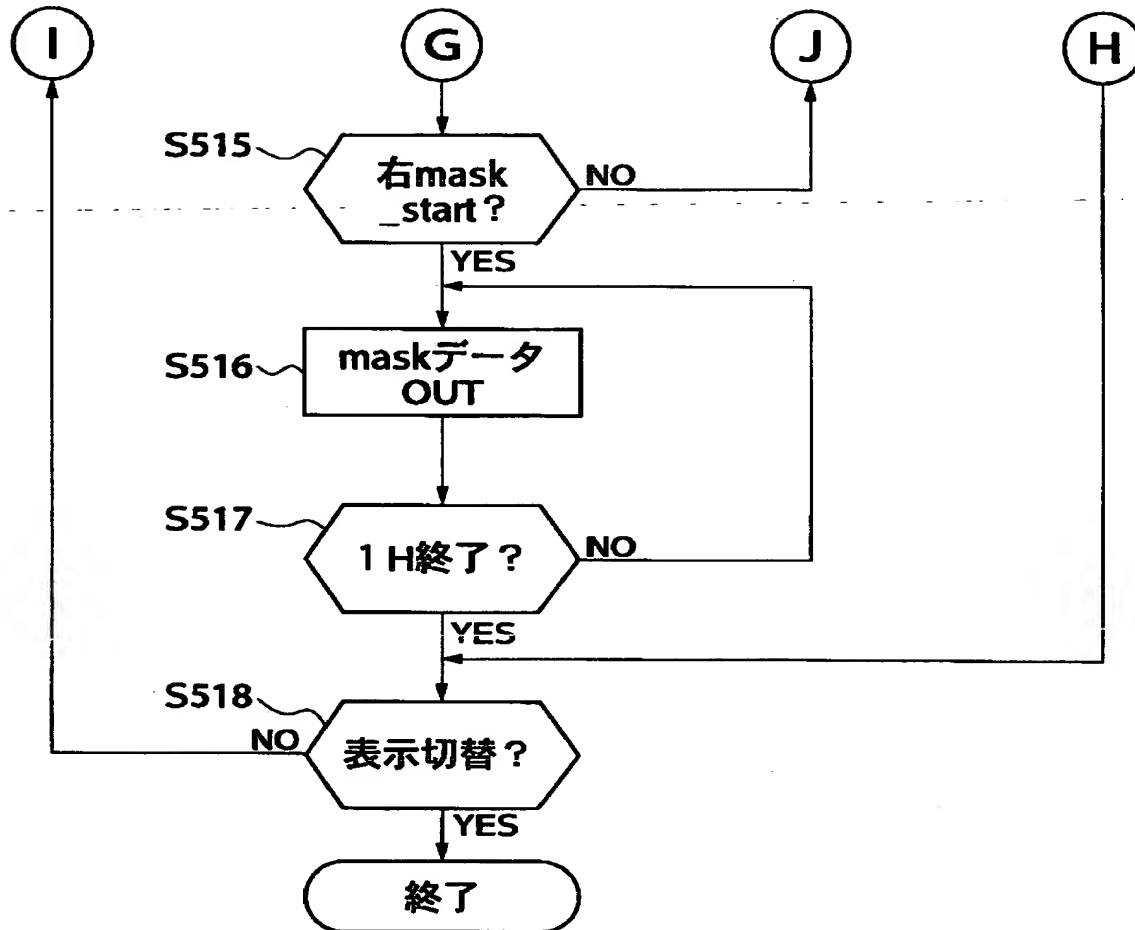 I
G
J
H
S515
右mask
_start？
NO
YES
S516
maskデータ
OUT
S517
１H終了？
NO
YES
S518
NO
表示切替？
YES
終了